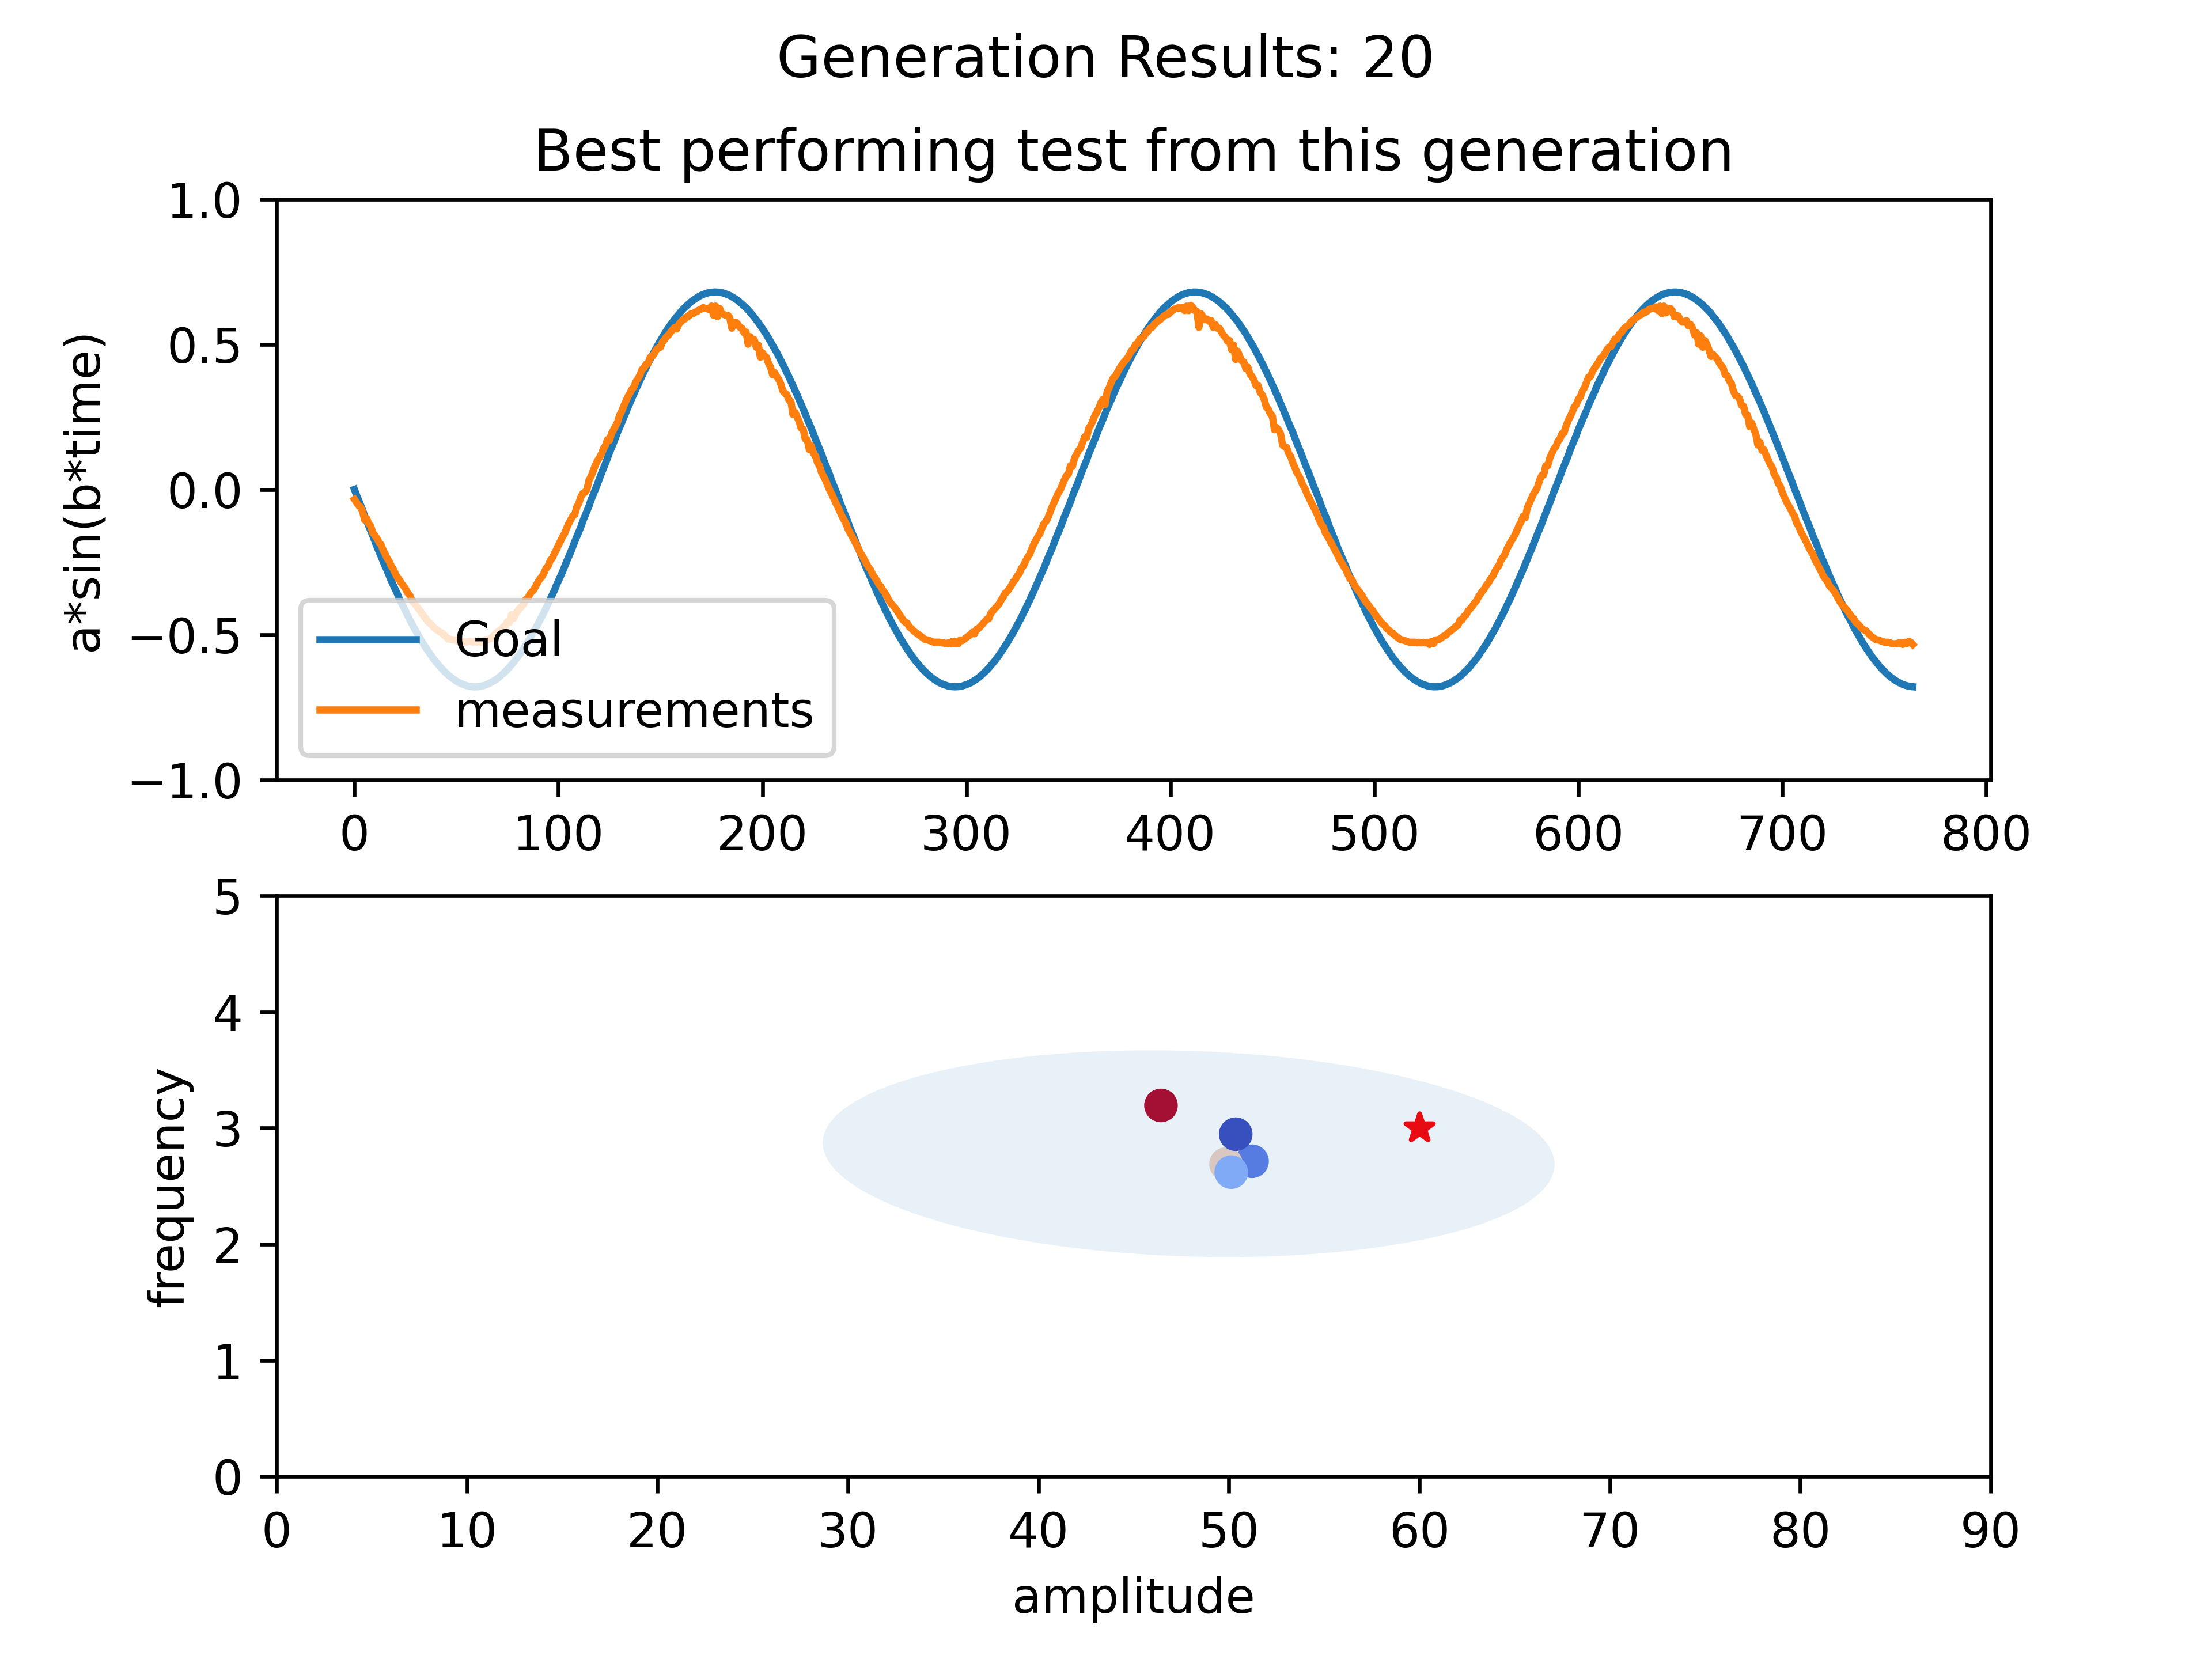 Generation Results: 20
Best performing test from this generation
a*sin(b*time)
1.0
0.5
0.0
−0.5
−1.0
Goal
measurements
0 100 200 300 400 500 600 700 800
frequency
5
4
3
2
1
0
0 10 20 30 40 50 60 70 80 90
amplitude